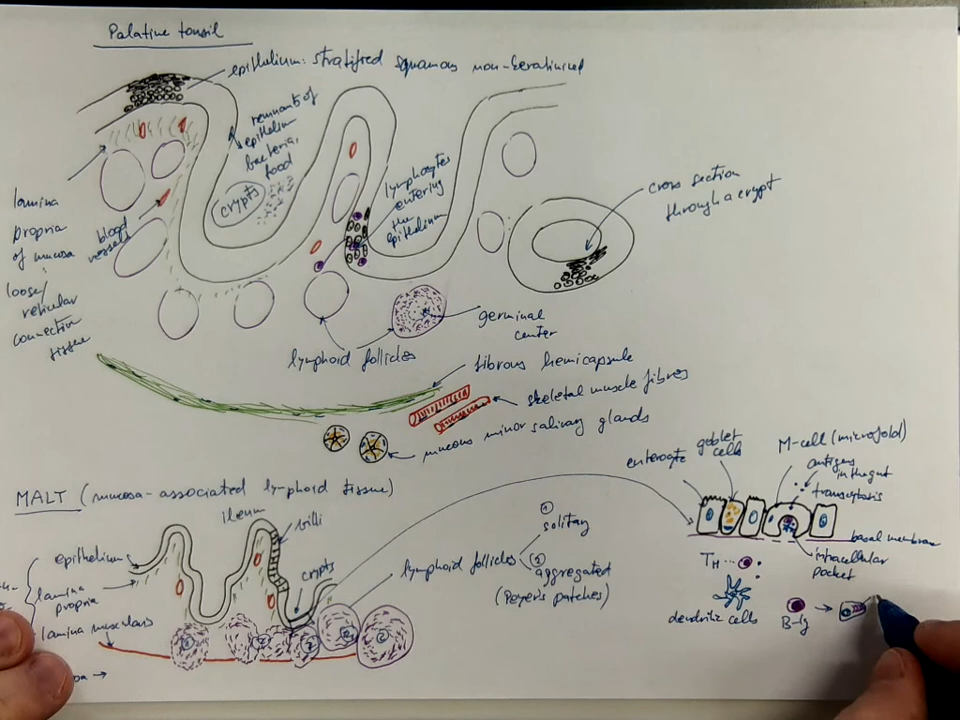 Palatine tonsil
epithelium: stratified squamous non-keratinized
remnants of
epithelium
bacteria,
food
crypts
lymphocytes
entering
the
epithelium
cross section
through a crypt
lamina
propria
of mucosa
loose/
reticular
connective
tissue
blood
vessels
lymphoid follicles
germinal
center
fibrous hemicapsule
skeletal muscle fibres
mucous minor salivary glands
MALT (mucosa-associated lymphoid tissue)
ileum
villi
crypts
epithelium
lamina
propria
lamina muscularis
lymphoid follicles
1
solitary
2
aggregated
(Peyer's patches)
enterocyte
goblet
cells
M-cell (microfold)
antigens
in the gut
transcytosis
basal membrane
intracellular
pocket
TH
dendritic cells
B-ly →